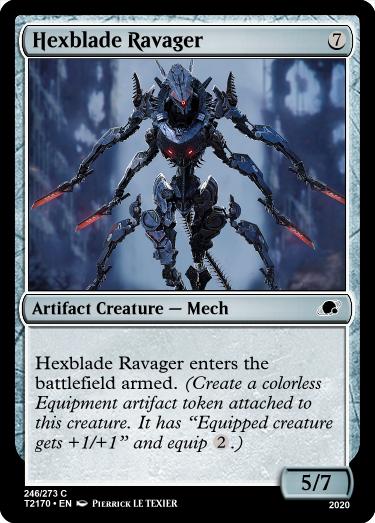 Hexblade Ravager 7
Artifact Creature — Mech
Hexblade Ravager enters the
battlefield armed. (Create a colorless
Equipment artifact token attached to
this creature. It has “Equipped creature
gets +1/+1” and equip 2.)
5/7
246/273 C
T2170 • EN Pierrick LE TEXIER
2020